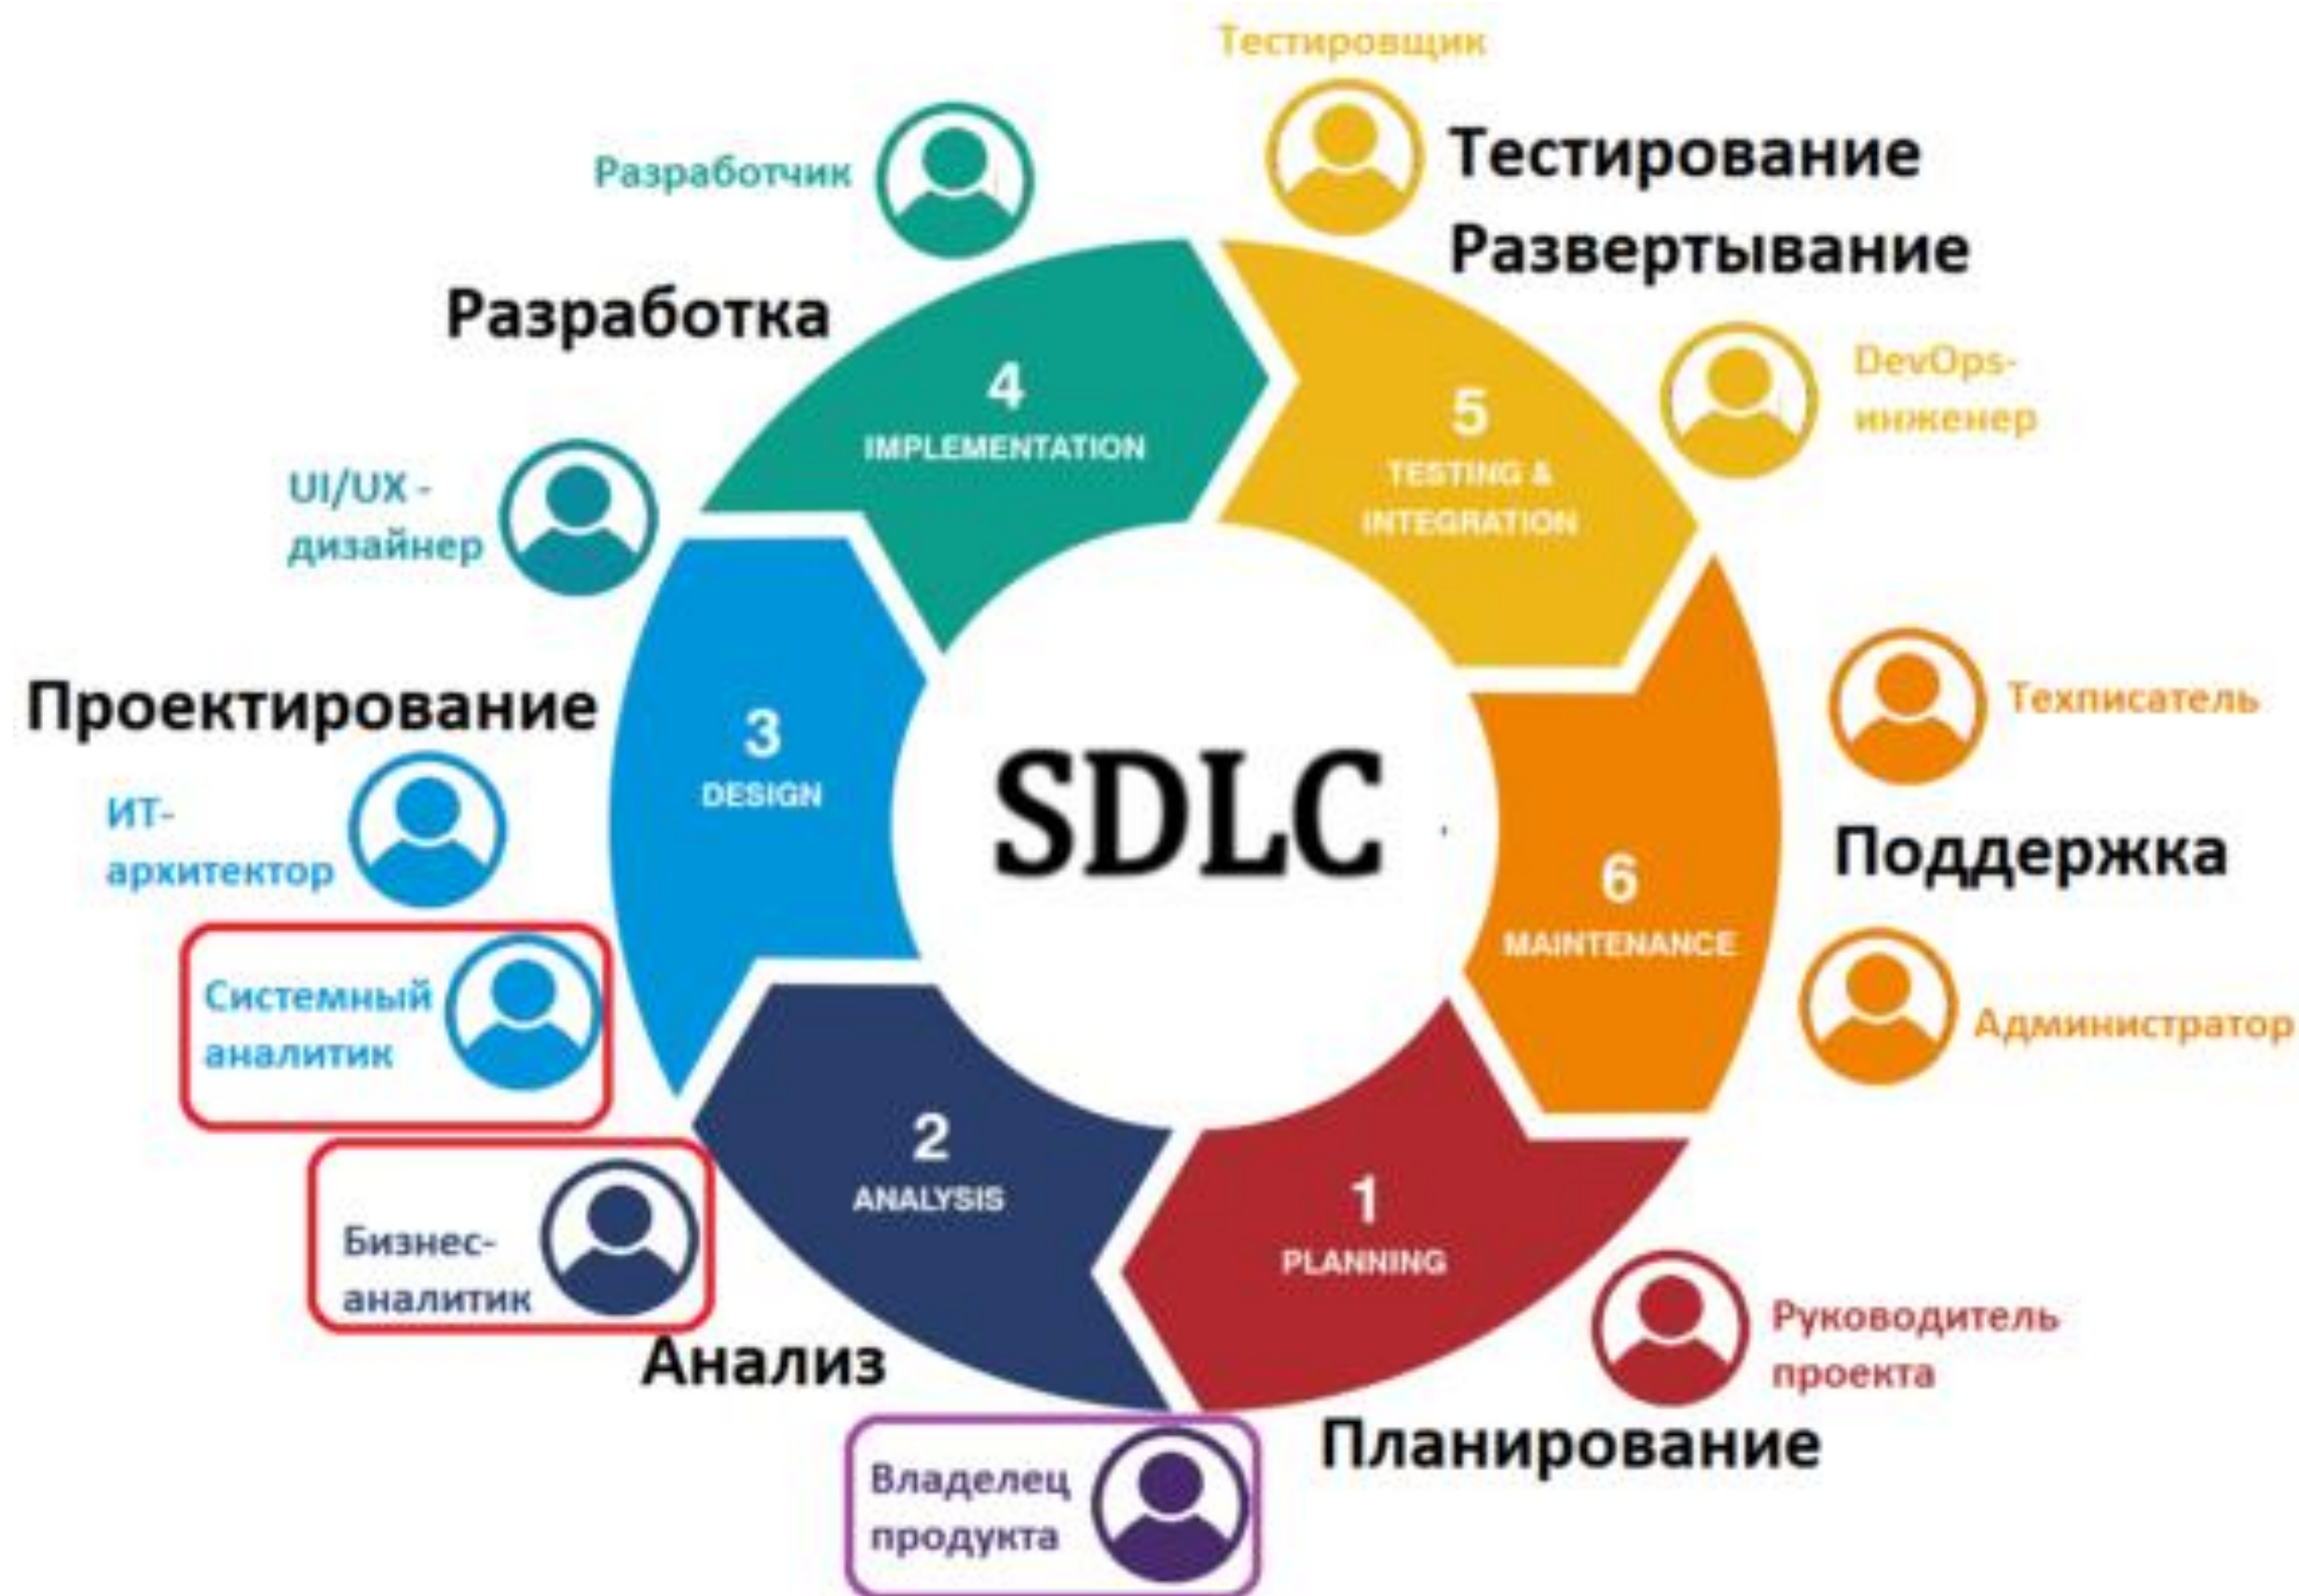 Тестировщик
Тестирование
Развертывание
Разработчик
Разработка
4
IMPLEMENTATION
5
TESTING &
INTEGRATION
DevOps-
инженер
UI/UX -
дизайнер
Проектирование
3
DESIGN
ИТ-
архитектор
SDLC
Техписатель
Поддержка
6
MAINTENANCE
Администратор
Системный
аналитик
2
ANALYSIS
Бизнес-
аналитик
Анализ
1
PLANNING
Руководитель
проекта
Планирование
Владелец
продукта